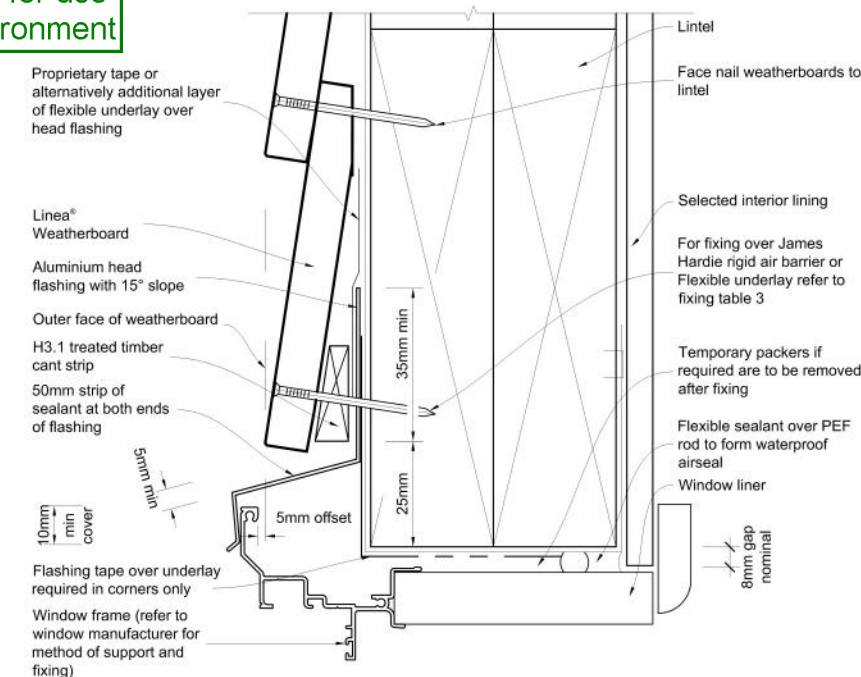 for use
ronment
Proprietary tape or
alternatively additional layer
of flexible underlay over
head flashing
Linea®
Weatherboard
Aluminium head
flashing with 15° slope
Outer face of weatherboard
H3.1 treated timber
cant strip
50mm strip of
sealant at both ends
of flashing
5mm min
10mm
min
cover
5mm offset
35mm min
25mm
Flashing tape over underlay
required in corners only
Window frame (refer to
window manufacturer for
method of support and
fixing)
Lintel
Face nail weatherboards to
lintel
Selected interior lining
For fixing over James
Hardie rigid air barrier or
Flexible underlay refer to
fixing table 3
Temporary packers if
required are to be removed
after fixing
Flexible sealant over PEF
rod to form waterproof
airseal
Window liner
8mm gap
nominal